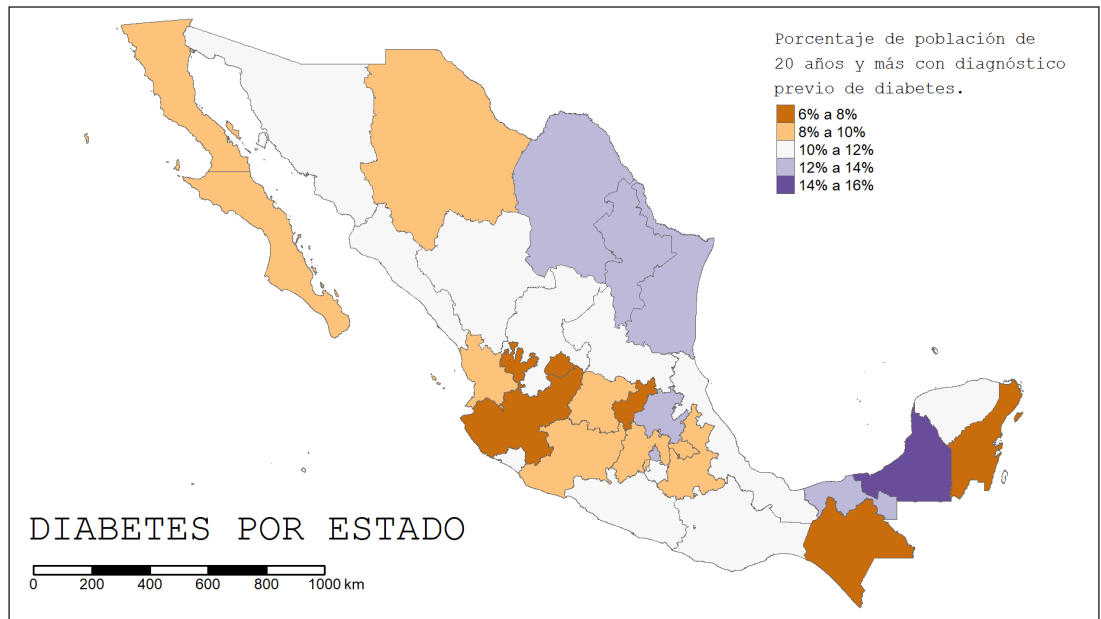 Porcentaje de población de
20 años y más con diagnóstico
previo de diabetes.
6% a 8%
8% a 10%
10% a 12%
12% a 14%
14% a 16%
DIABETES POR ESTADO
0 200 400 600 800 1000 km